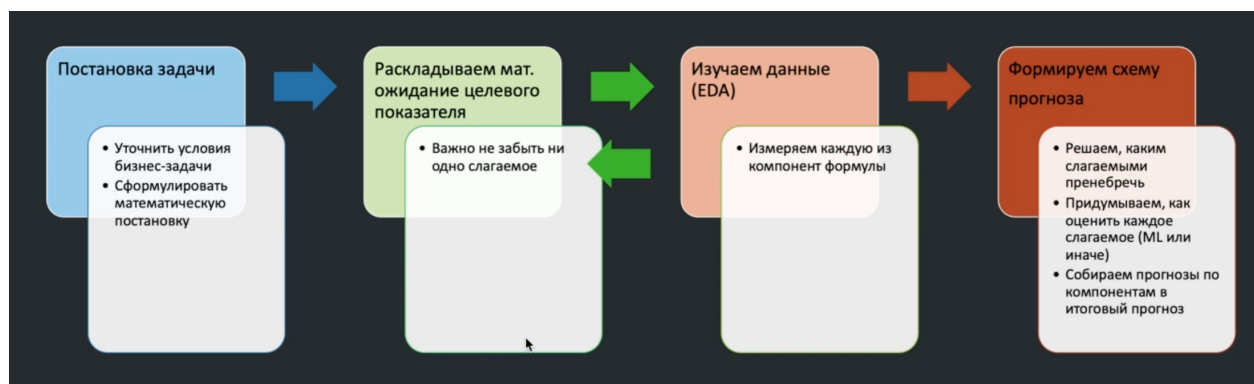 Постановка задачи
• Уточнить условия
бизнес-задачи
• Сформулировать
математическую
постановку
Раскладываем мат.
ожидание целевого
показателя
• Важно не забыть ни
одно слагаемое
Изучаем данные
(EDA)
• Измеряем каждую из
компонент формулы
Формируем схему
прогноза
• Решаем, каким
слагаемыми
пренебречь
• Придумываем, как
оценить каждое
слагаемое (ML или
иначе)
• Собираем прогнозы по
компонентам в
итоговый прогноз